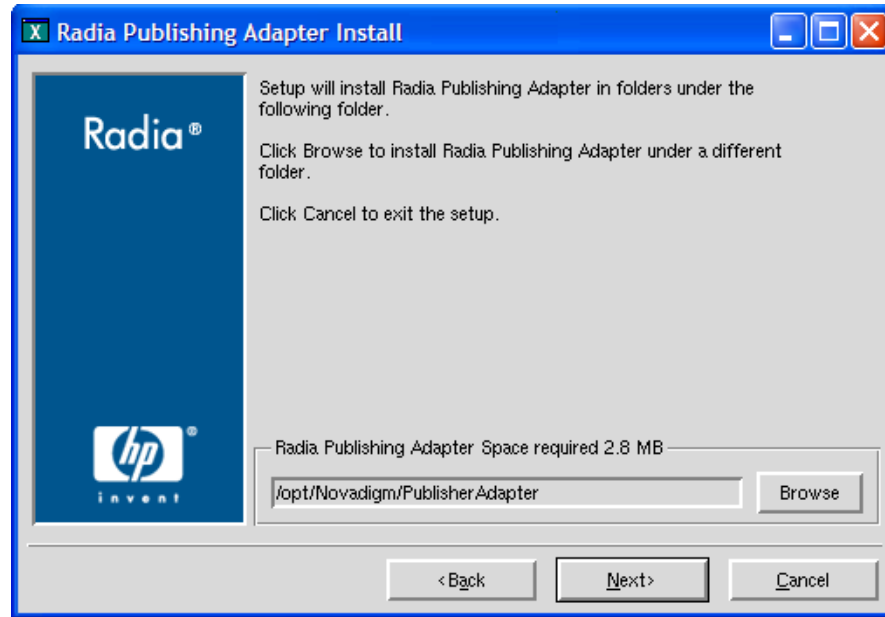 Radia Publishing Adapter Install
Radia®
Setup will install Radia Publishing Adapter in folders under the
following folder.
Click Browse to install Radia Publishing Adapter under a different
folder.
Click Cancel to exit the setup.
hp®
invent
Radia Publishing Adapter Space required 2.8 MB
/opt/Novadigm/PublisherAdapter
Browse
<Back
Next>
Cancel